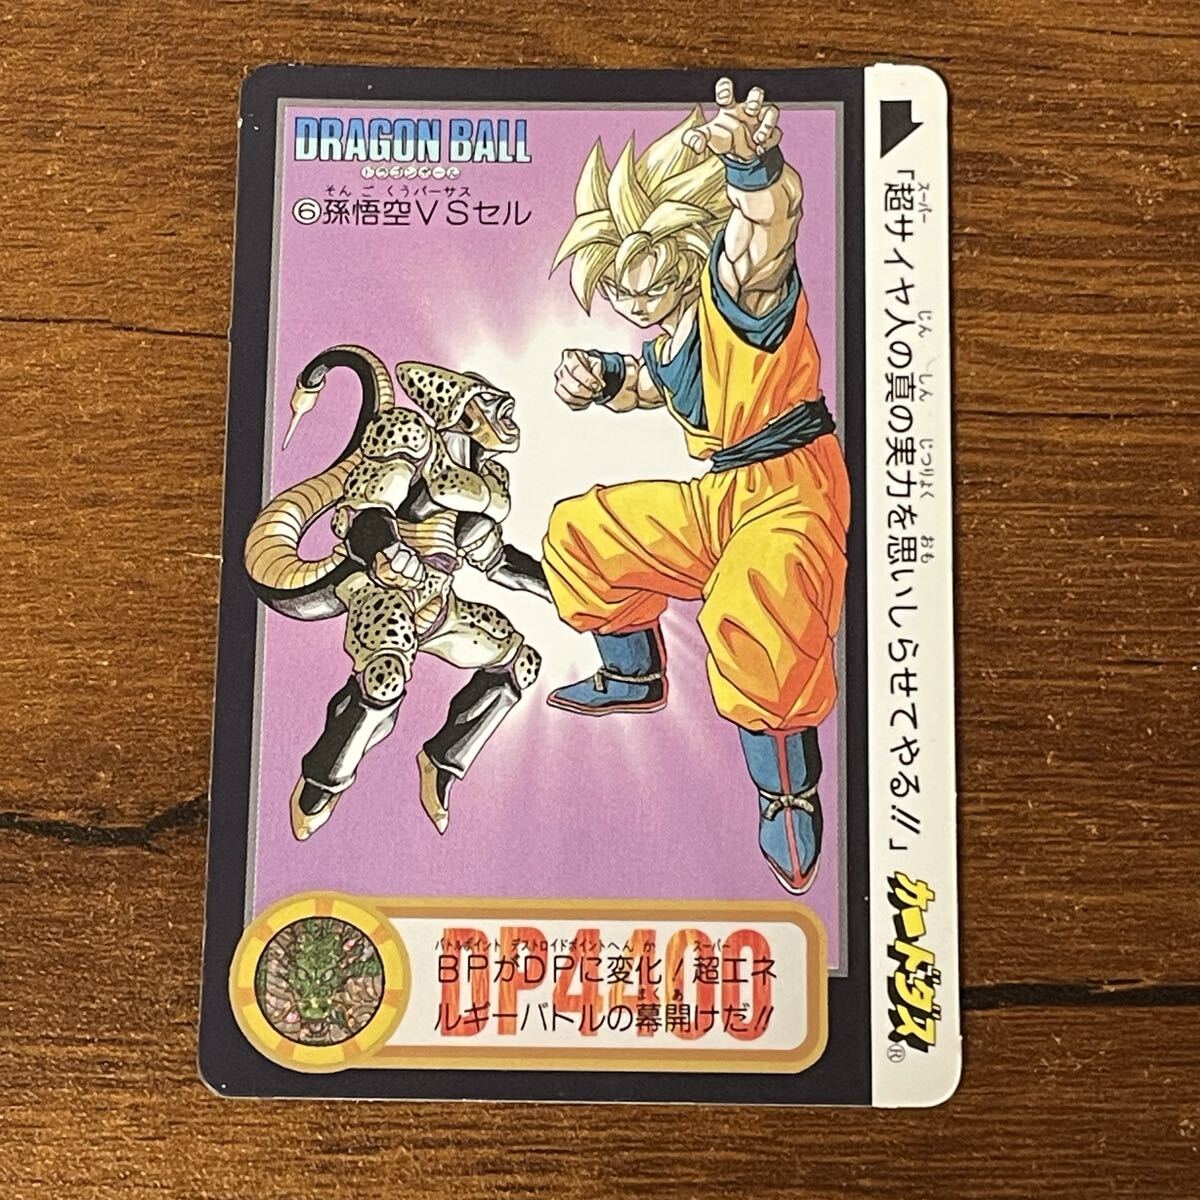 DRAGON BALL
ドラゴンボール
そん ご くうバーサス
⑥孫悟空VSセル
スーパー じん しん じつりょく おも
「超サイヤ人の真の実力を思いしらせてやる!!」
カードダス®
DP4400
バトルポイント デストロイドポイントへん か スーパー
BPがDPに変化!超エネ
まく あ
ルギーバトルの幕開けだ!!